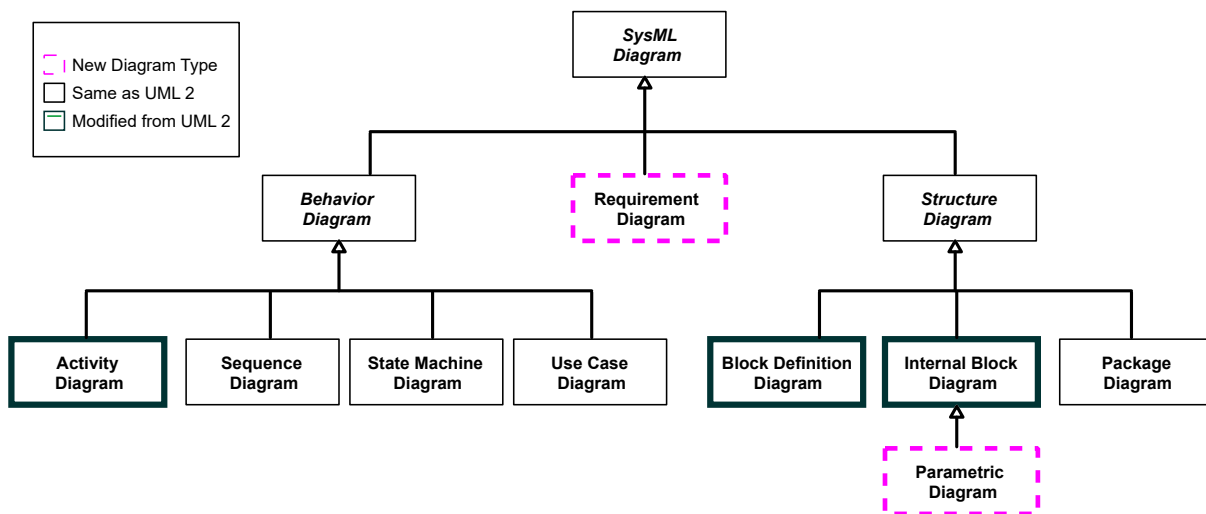 SysML
Diagram
New Diagram Type
Same as UML 2
Modified from UML 2
Behavior
Diagram
Requirement
Diagram
Structure
Diagram
Activity
Diagram
Sequence
Diagram
State Machine
Diagram
Use Case
Diagram
Block Definition
Diagram
Internal Block
Diagram
Package
Diagram
Parametric
Diagram